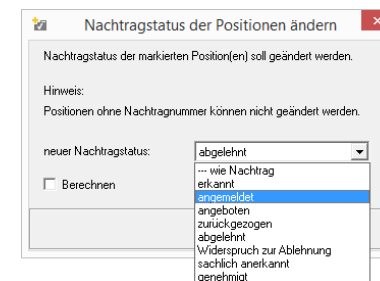 Nachtragstatus der Positionen ändern
Nachtragstatus der markierten Position(en) soll geändert werden.
Hinweis:
Positionen ohne Nachtragnummer können nicht geändert werden.
neuer Nachtragstatus: abgelehnt
--- wie Nachtrag
erkannt
Berechnen
angemeldet
angeboten
zurückgezogen
abgelehnt
Widerspruch zur Ablehnung
sachlich anerkannt
genehmigt